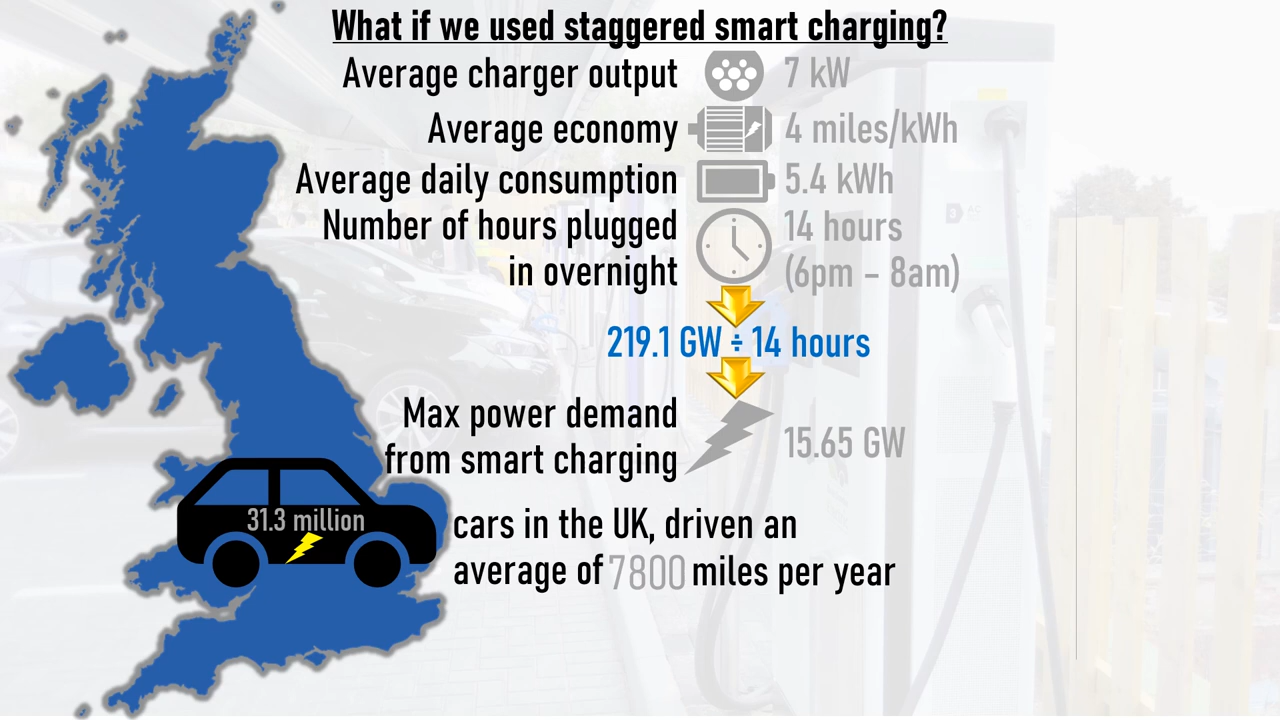 What if we used staggered smart charging?
Average charger output 7 kW
Average economy 4 miles/kWh
Average daily consumption 5.4 kWh
Number of hours plugged 14 hours
in overnight (6pm – 8am)
219.1 GW ÷ 14 hours
Max power demand
from smart charging 15.65 GW
31.3 million cars in the UK, driven an
average of 7800 miles per year